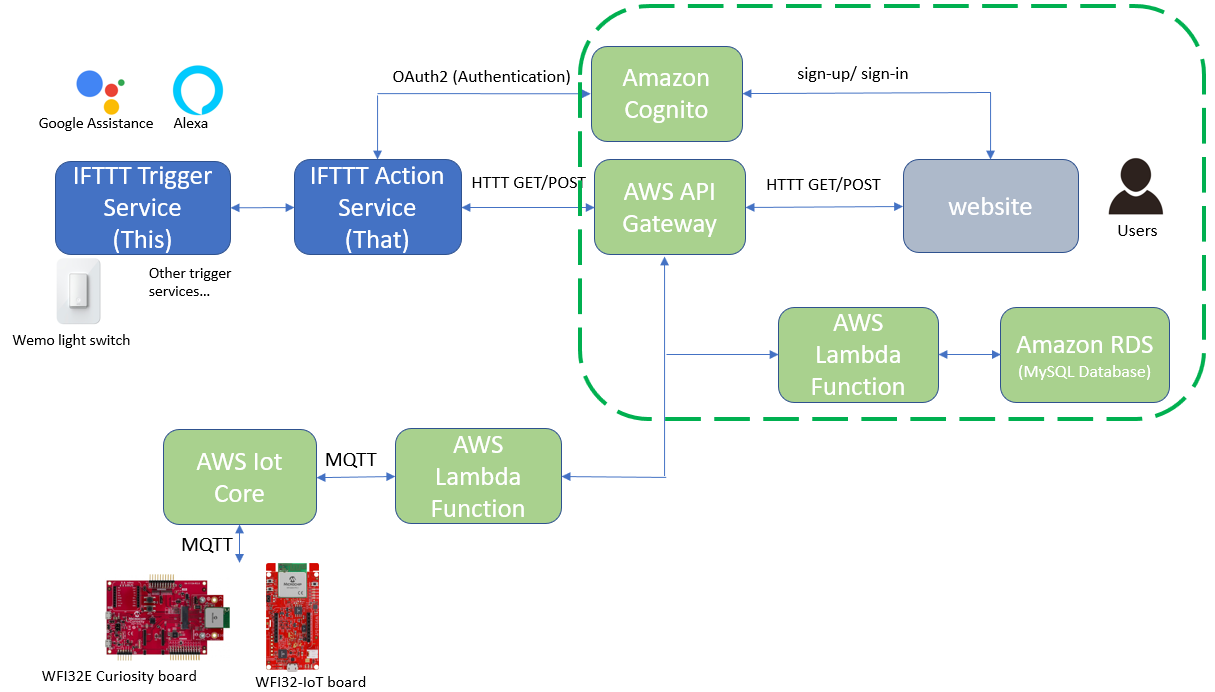 OAuth2 (Authentication)
Amazon
Cognito
sign-up/ sign-in
Google Assistance
Alexa
IFTTT Trigger
Service
(This)
IFTTT Action
Service
(That)
HTTT GET/POST
AWS API
Gateway
HTTT GET/POST
website
Users
Other trigger
services...
Wemo light switch
AWS
Lambda
Function
Amazon RDS
(MySQL Database)
AWS Iot
Core
MQTT
AWS
Lambda
Function
MQTT
WFI32E Curiosity board
WFI32-IoT board